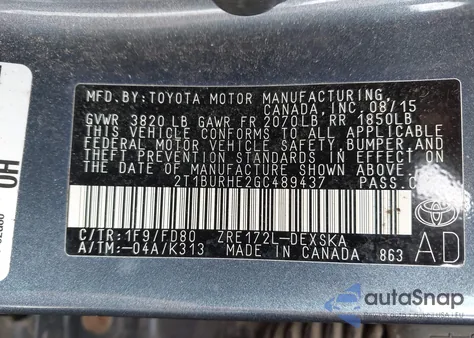 MFD. BY: TOYOTA MOTOR MANUFACTURING,
CANADA, INC. 08/15
GVWR 3820 LB GAWR FR 2070LB RR 1850LB
THIS VEHICLE CONFORMS TO ALL APPLICABLE
FEDERAL MOTOR VEHICLE SAFETY, BUMPER, AND
THEFT PREVENTION STANDARDS IN EFFECT ON
THE DATE OF MANUFACTURE SHOWN ABOVE.
2T1BURHE2GC489437 PASS.CAR
C/TR:1F9/FD80 ZRE172L-DEXSKA
A/TM:-04A/K313 MADE IN CANADA 863
AD
HO
autoSnap